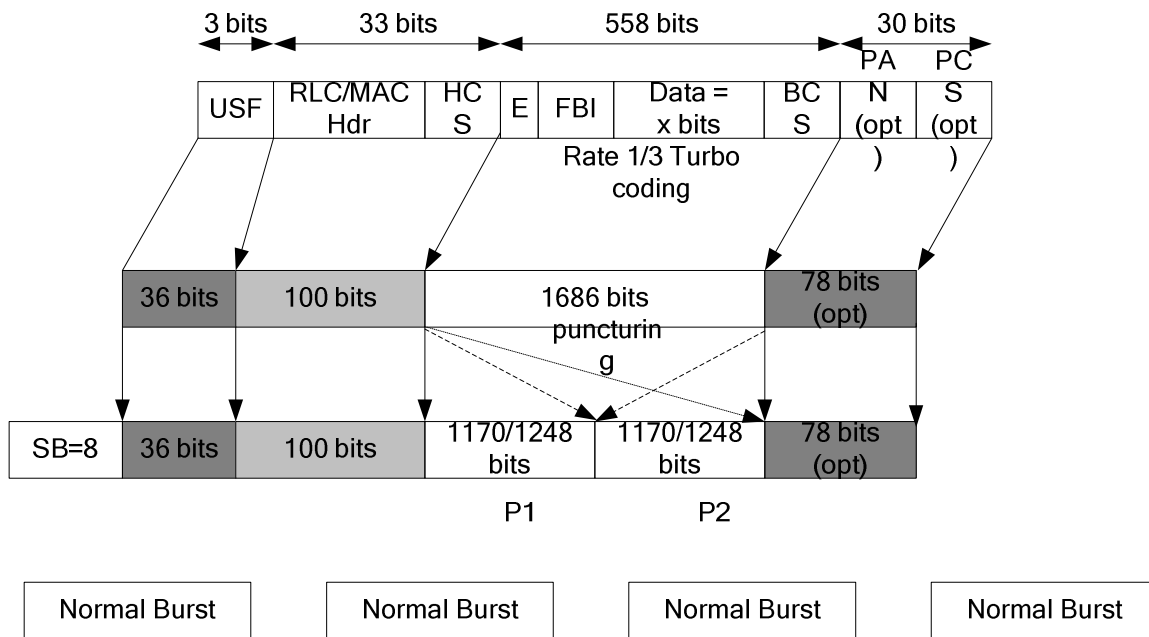 3 bits 33 bits 558 bits 30 bits
USF
RLC/MAC
Hdr
HC
S
E
FBI
Data =
x bits
BC
S
PA
N
(opt
)
PC
S
(opt
)
Rate 1/3 Turbo
coding
36 bits
100 bits
1686 bits
78 bits
(opt)
puncturin
g
SB=8
36 bits
100 bits
1170/1248
bits
1170/1248
bits
78 bits
(opt)
P1 P2
Normal Burst Normal Burst Normal Burst Normal Burst